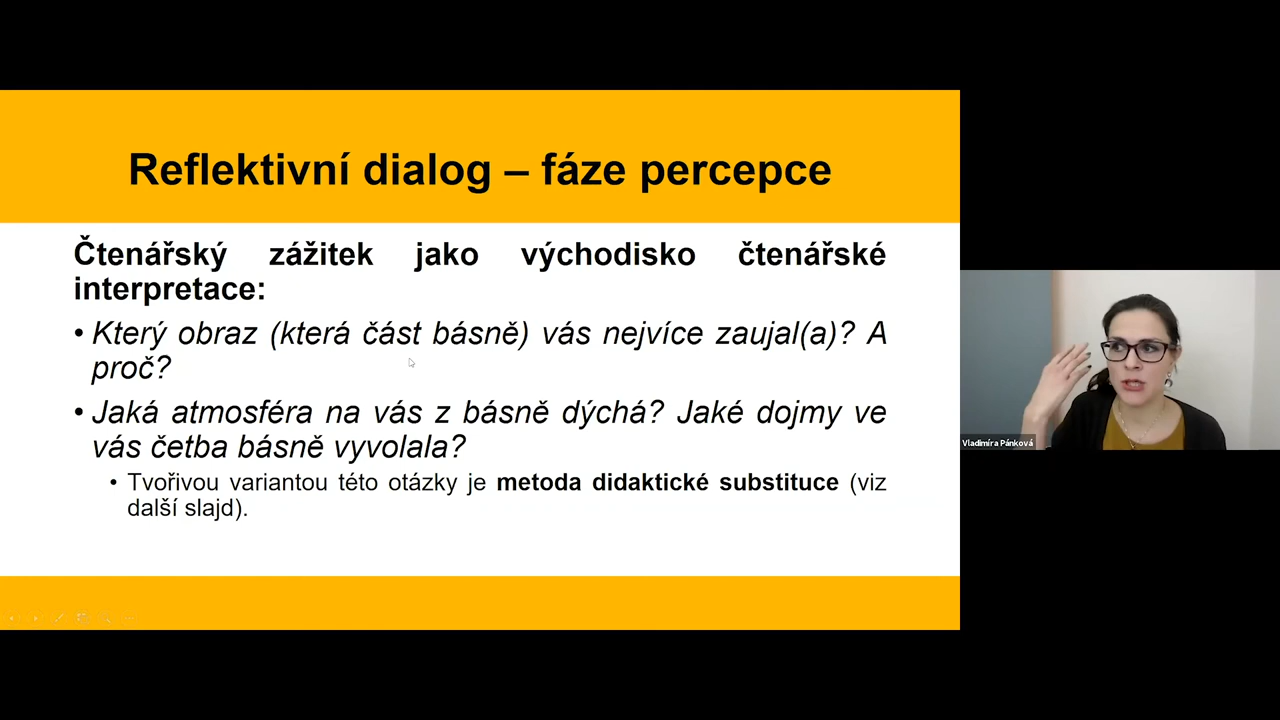 Reflektivní dialog – fáze percepce
Čtenářský zážitek jako východisko čtenářské
interpretace:
• Který obraz (která část básně) vás nejvíce zaujal(a)? A
proč?
• Jaká atmosféra na vás z básně dýchá? Jaké dojmy ve
vás četba básně vyvolala?
• Tvořivou variantou této otázky je metoda didaktické substituce (viz
další slajd).
Vladimíra Pánková